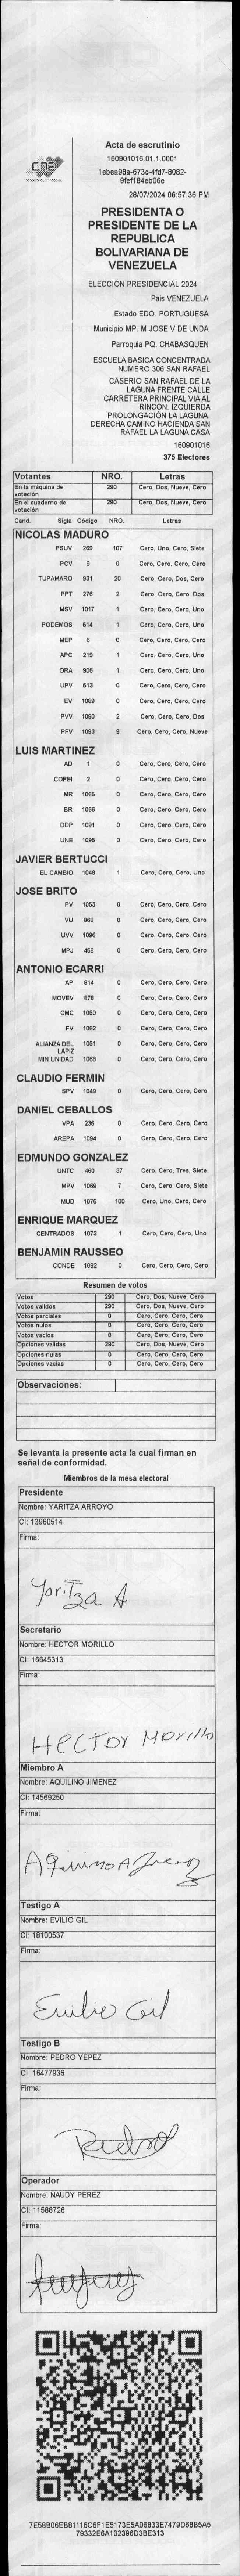 CNE
Acta de escrutinio
160901016.01.1.0001
1ebea98a-673c-4fd7-8082-
9fef184eb06e
28/07/2024 06:57:36 PM
PRESIDENTA O
PRESIDENTE DE LA
REPUBLICA
BOLIVARIANA DE
VENEZUELA
ELECCIÓN PRESIDENCIAL 2024
Pais VENEZUELA
Estado EDO. PORTUGUESA
Municipio MP. M.JOSE V DE UNDA
Parroquia PQ. CHABASQUEN
ESCUELA BASICA CONCENTRADA
NUMERO 306 SAN RAFAEL
CASERIO SAN RAFAEL DE LA
LAGUNA FRENTE CALLE
CARRETERA PRINCIPAL VIA AL
RINCON. IZQUIERDA
PROLONGACIÓN LA LAGUNA.
DERECHA CAMINO HACIENDA SAN
RAFAEL LA LAGUNA CASA
160901016
375 Electores
Votantes NRO. Letras
En la máquina de votación 290 Cero, Dos, Nueve, Cero
En el cuaderno de votación 290 Cero, Dos, Nueve, Cero
Cand. Sigla Código NRO. Letras
NICOLAS MADURO
PSUV 269 107 Cero, Uno, Cero, Siete
PCV 9 0 Cero, Cero, Cero, Cero
TUPAMARO 931 20 Cero, Cero, Dos, Cero
PPT 276 2 Cero, Cero, Cero, Dos
MSV 1017 1 Cero, Cero, Cero, Uno
PODEMOS 514 1 Cero, Cero, Cero, Uno
MEP 6 0 Cero, Cero, Cero, Cero
APC 219 1 Cero, Cero, Cero, Uno
ORA 906 1 Cero, Cero, Cero, Uno
UPV 513 0 Cero, Cero, Cero, Cero
EV 1089 0 Cero, Cero, Cero, Cero
PVV 1090 2 Cero, Cero, Cero, Dos
PFV 1093 9 Cero, Cero, Cero, Nueve
LUIS MARTINEZ
AD 1 0 Cero, Cero, Cero, Cero
COPEI 2 0 Cero, Cero, Cero, Cero
MR 1065 0 Cero, Cero, Cero, Cero
BR 1066 0 Cero, Cero, Cero, Cero
DDP 1091 0 Cero, Cero, Cero, Cero
UNE 1095 0 Cero, Cero, Cero, Cero
JAVIER BERTUCCI
EL CAMBIO 1048 1 Cero, Cero, Cero, Uno
JOSE BRITO
PV 1053 0 Cero, Cero, Cero, Cero
VU 868 0 Cero, Cero, Cero, Cero
UVV 1096 0 Cero, Cero, Cero, Cero
MPJ 458 0 Cero, Cero, Cero, Cero
ANTONIO ECARRI
AP 814 0 Cero, Cero, Cero, Cero
MOVEV 878 0 Cero, Cero, Cero, Cero
CMC 1050 0 Cero, Cero, Cero, Cero
FV 1062 0 Cero, Cero, Cero, Cero
ALIANZA DEL LAPIZ 1051 0 Cero, Cero, Cero, Cero
MIN UNIDAD 1068 0 Cero, Cero, Cero, Cero
CLAUDIO FERMIN
SPV 1049 0 Cero, Cero, Cero, Cero
DANIEL CEBALLOS
VPA 236 0 Cero, Cero, Cero, Cero
AREPA 1094 0 Cero, Cero, Cero, Cero
EDMUNDO GONZALEZ
UNTC 460 37 Cero, Cero, Tres, Siete
MPV 1069 7 Cero, Cero, Cero, Siete
MUD 1076 100 Cero, Uno, Cero, Cero
ENRIQUE MARQUEZ
CENTRADOS 1073 1 Cero, Cero, Cero, Uno
BENJAMIN RAUSSEO
CONDE 1092 0 Cero, Cero, Cero, Cero
Resumen de votos
Votos 290 Cero, Dos, Nueve, Cero
Votos validos 290 Cero, Dos, Nueve, Cero
Votos parciales 0 Cero, Cero, Cero, Cero
Votos nulos 0 Cero, Cero, Cero, Cero
Votos vacios 0 Cero, Cero, Cero, Cero
Opciones validas 290 Cero, Dos, Nueve, Cero
Opciones nulas 0 Cero, Cero, Cero, Cero
Opciones vacias 0 Cero, Cero, Cero, Cero
Observaciones:
Se levanta la presente acta la cual firman en
señal de conformidad.
Miembros de la mesa electoral
Presidente
Nombre: YARITZA ARROYO
CI: 13960514
Firma:
Yaritza A
Secretario
Nombre: HECTOR MORILLO
CI: 16645313
Firma:
HECTOR MORILLO
Miembro A
Nombre: AQUILINO JIMENEZ
CI: 14569250
Firma:
Testigo A
Nombre: EVILIO GIL
CI: 18100537
Firma:
Evilio Gil
Testigo B
Nombre: PEDRO YEPEZ
CI: 16477936
Firma:
Pedro
Operador
Nombre: NAUDY PEREZ
CI: 11588726
Firma:
7E58B06EB81116C6F1E5173E5A06B33E7479D68B5A5
79332E6A102396D3BE313